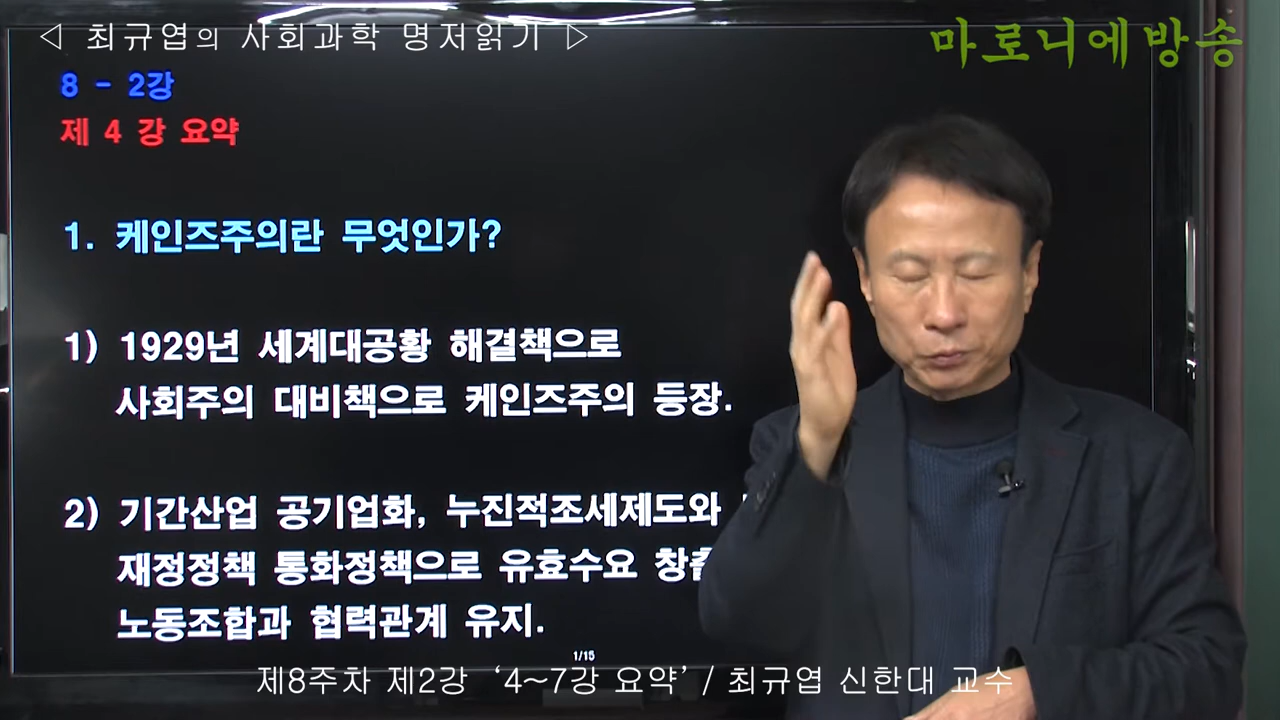 ◁ 최규엽의 사회과학 명저읽기 ▷
마로니에방송
8 - 2강
제 4 강 요약
1. 케인즈주의란 무엇인가?
1) 1929년 세계대공황 해결책으로
사회주의 대비책으로 케인즈주의 등장.
2) 기간산업 공기업화, 누진적조세제도와
재정정책 통화정책으로 유효수요 창출
노동조합과 협력관계 유지.
1/15
제8주차 제2강 ‘4~7강 요약’ / 최규엽 신한대 교수